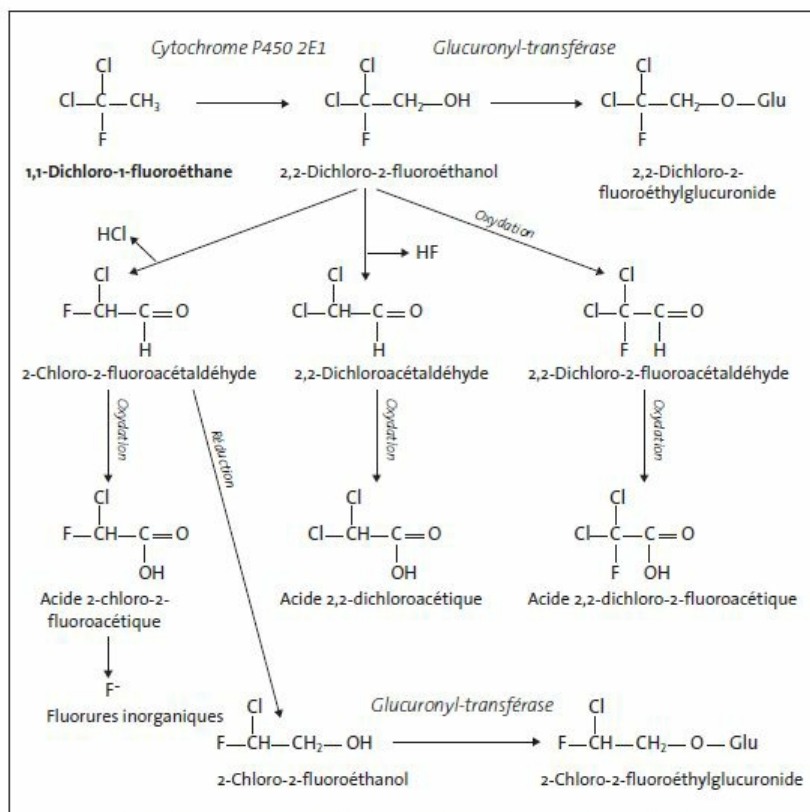 Cytochrome P450 2E1
Glucuronyl-transférase
Cl
Cl
Cl
Cl—C—CH₃
Cl—C—CH₂—OH
Cl—C—CH₂—O—Glu
F
F
F
1,1-Dichloro-1-fluoroéthane
2,2-Dichloro-2-fluoroéthanol
2,2-Dichloro-2-
fluoroéthylglucuronide
HCl
HF
Oxydation
Cl
Cl
Cl
F—CH—C=O
Cl—CH—C=O
Cl—C—C=O
H
H
F H
2-Chloro-2-fluoroacétaldéhyde
2,2-Dichloroacétaldéhyde
2,2-Dichloro-2-fluoroacétaldéhyde
Oxydation
Réduction
Oxydation
Oxydation
Cl
Cl
Cl
F—CH—C=O
Cl—CH—C=O
Cl—C—C=O
OH
OH
F OH
Acide 2-chloro-2-
fluoroacétique
Acide 2,2-dichloroacétique
Acide 2,2-dichloro-2-fluoroacétique
F-
Fluorures inorganiques
Glucuronyl-transférase
Cl
Cl
F—CH—CH₂—OH
F—CH—CH₂—O—Glu
2-Chloro-2-fluoroéthanol
2-Chloro-2-fluoroéthylglucuronide